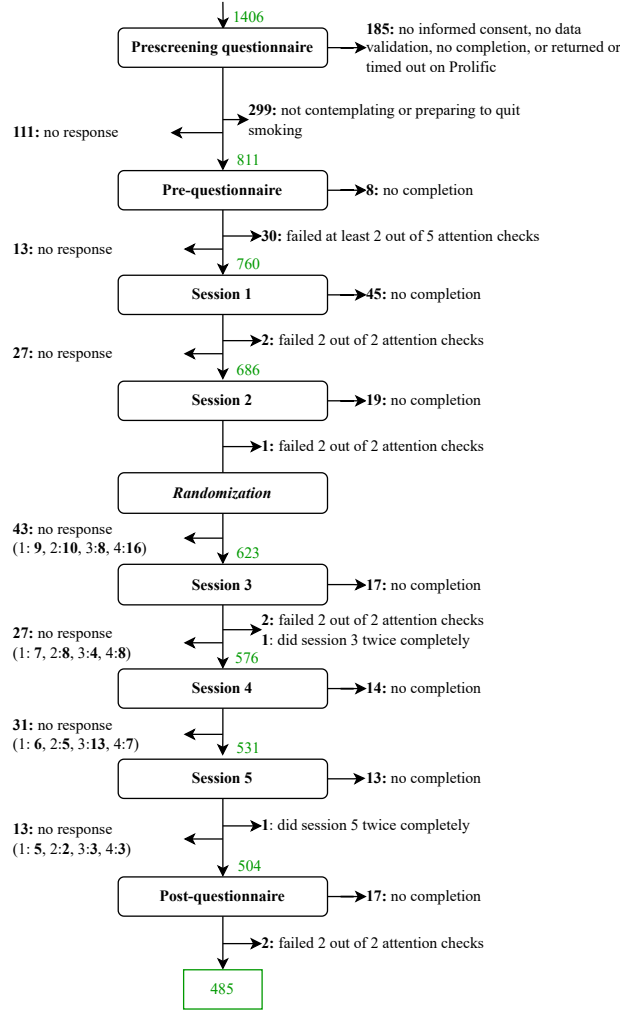 1406
Prescreening questionnaire
185: no informed consent, no data
validation, no completion, or returned or
timed out on Prolific
299: not contemplating or preparing to quit
smoking
111: no response
811
Pre-questionnaire
8: no completion
30: failed at least 2 out of 5 attention checks
13: no response
760
Session 1
45: no completion
2: failed 2 out of 2 attention checks
27: no response
686
Session 2
19: no completion
1: failed 2 out of 2 attention checks
Randomization
43: no response
(1: 9, 2:10, 3:8, 4:16)
623
Session 3
17: no completion
2: failed 2 out of 2 attention checks
1: did session 3 twice completely
27: no response
(1: 7, 2:8, 3:4, 4:8)
576
Session 4
14: no completion
31: no response
(1: 6, 2:5, 3:13, 4:7)
531
Session 5
13: no completion
1: did session 5 twice completely
13: no response
(1: 5, 2:2, 3:3, 4:3)
504
Post-questionnaire
17: no completion
2: failed 2 out of 2 attention checks
485